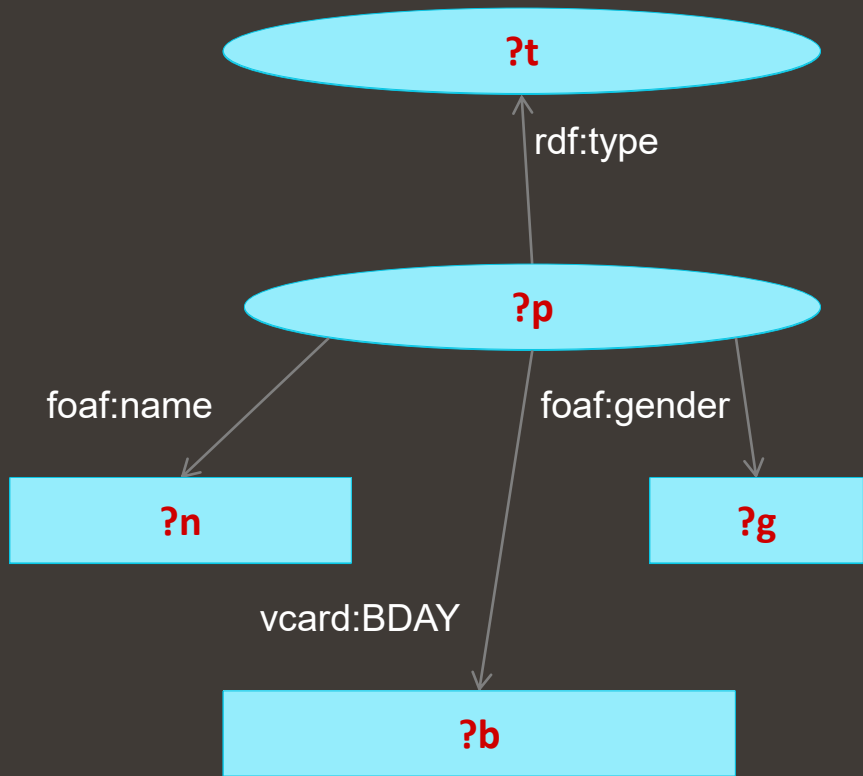 ?t
rdf:type
?p
foaf:name
foaf:gender
?n
?g
vcard:BDAY
?b